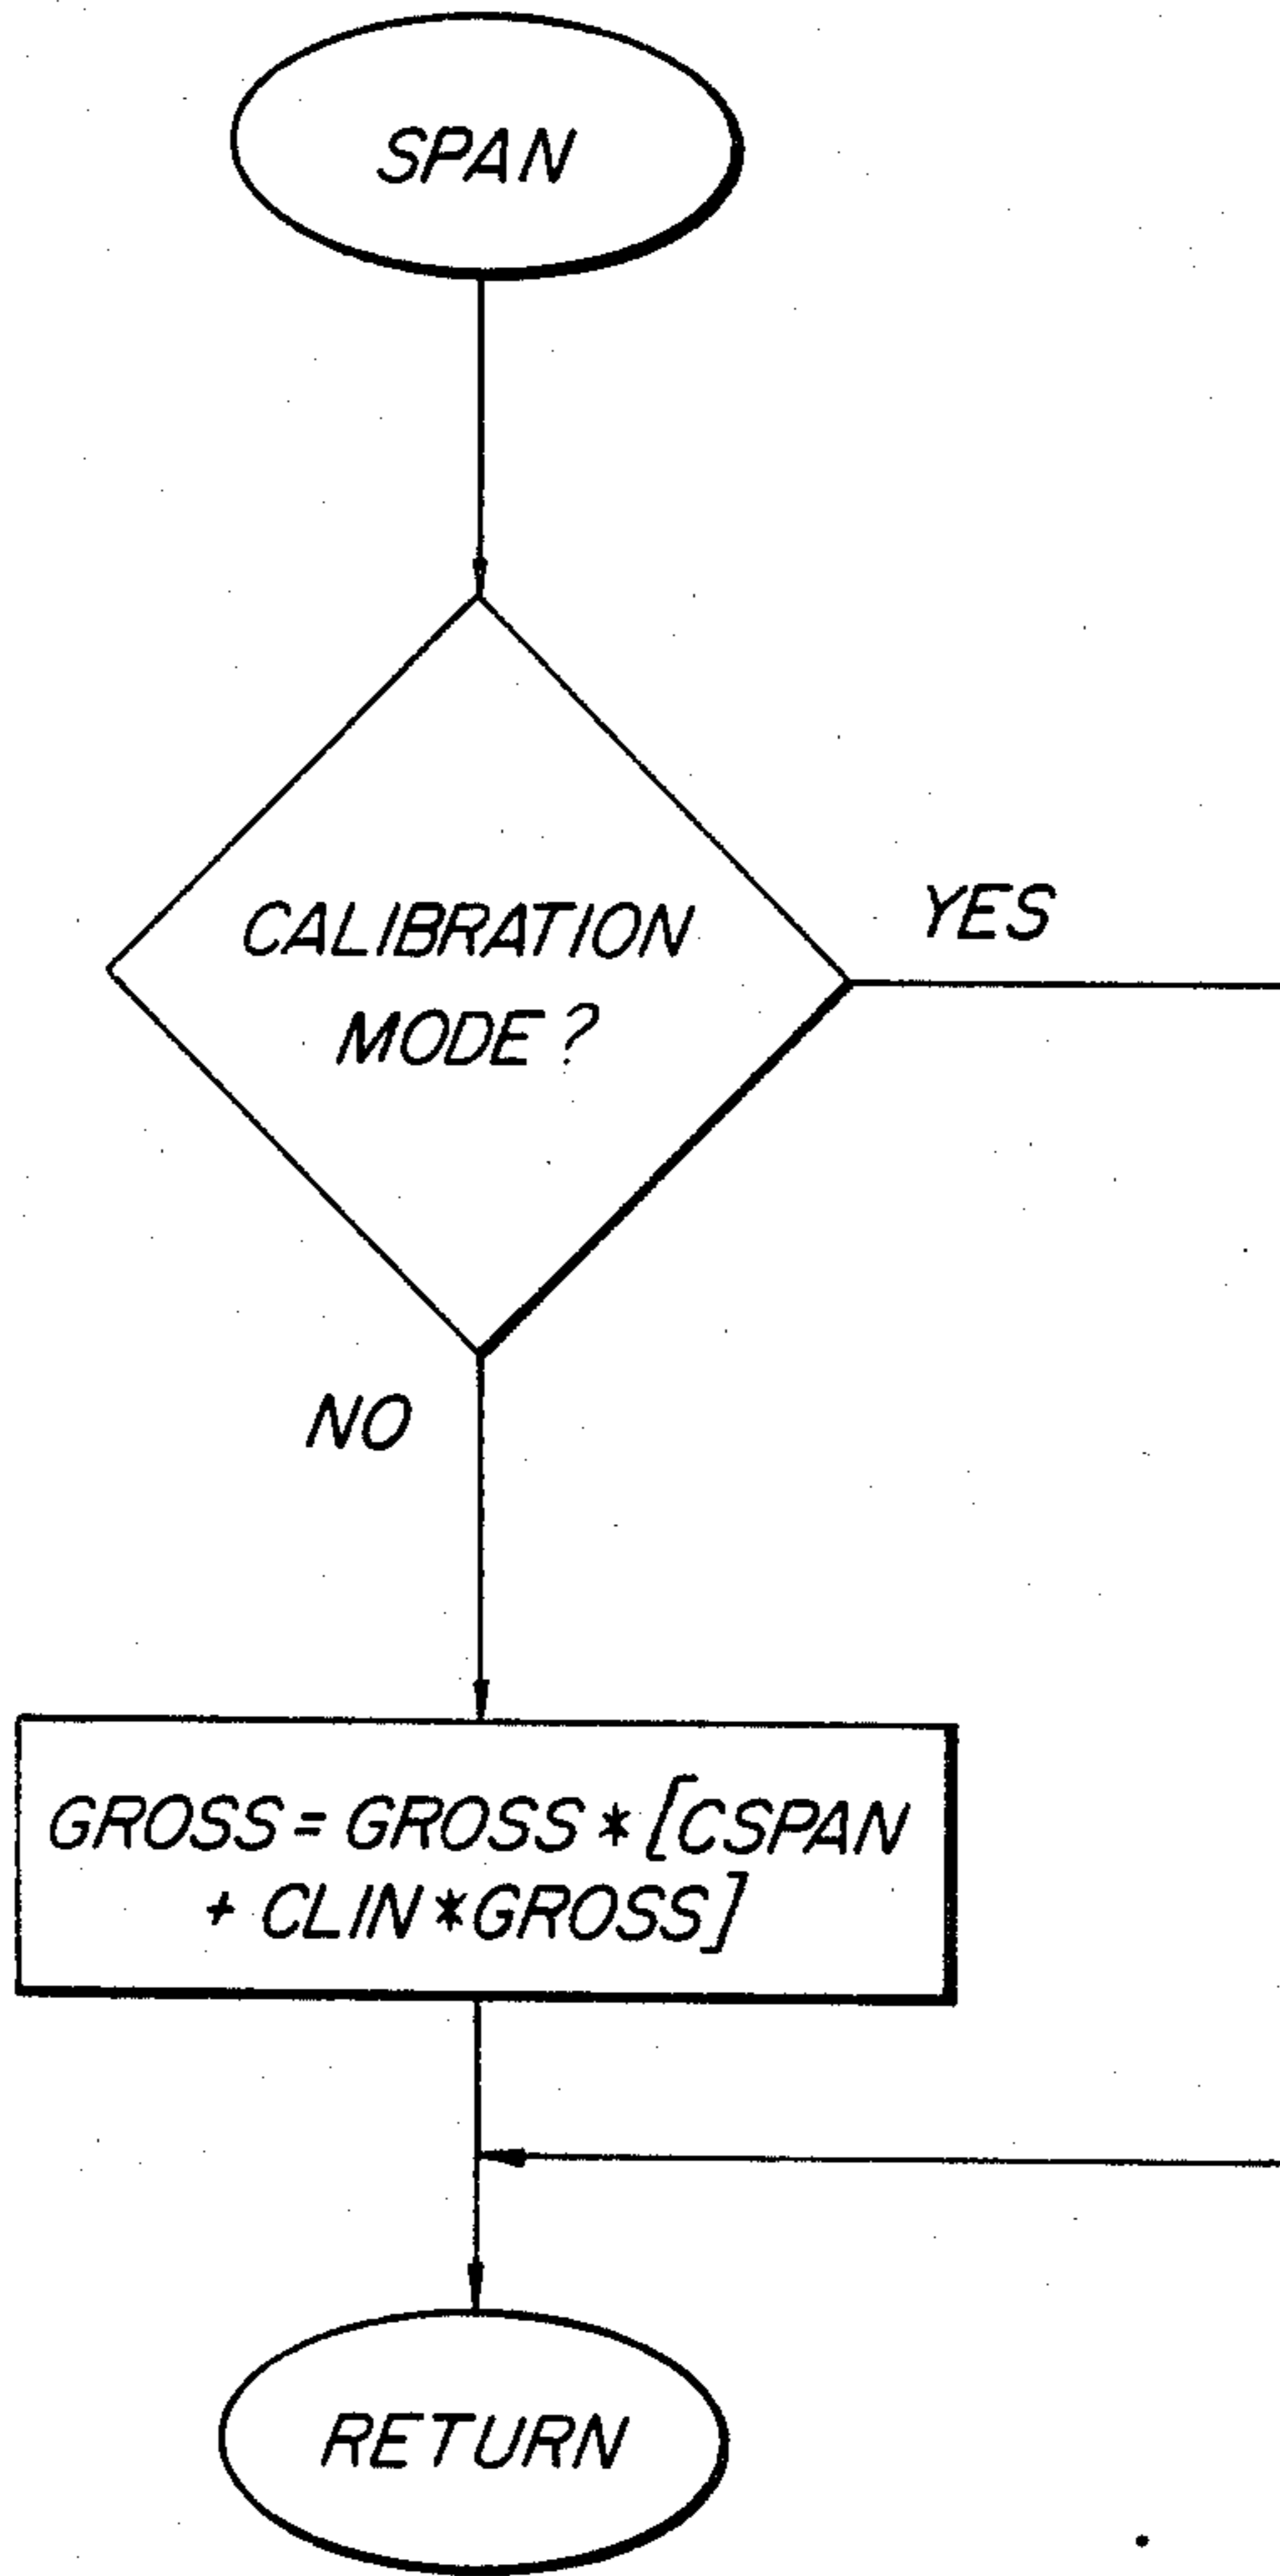 SPAN
CALIBRATION
MODE?
YES
NO
GROSS = GROSS * [CSPAN
+ CLIN * GROSS]
RETURN